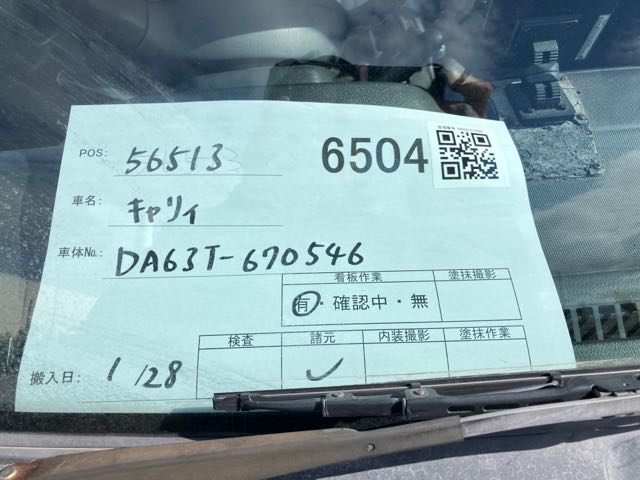 POS: 56513
6504
車名: キャリィ
車体No.: DA63T-670546
看板作業 塗抹撮影
有・確認中・無
検査 諸元 内装撮影 塗抹作業
✓
搬入日: 1/28